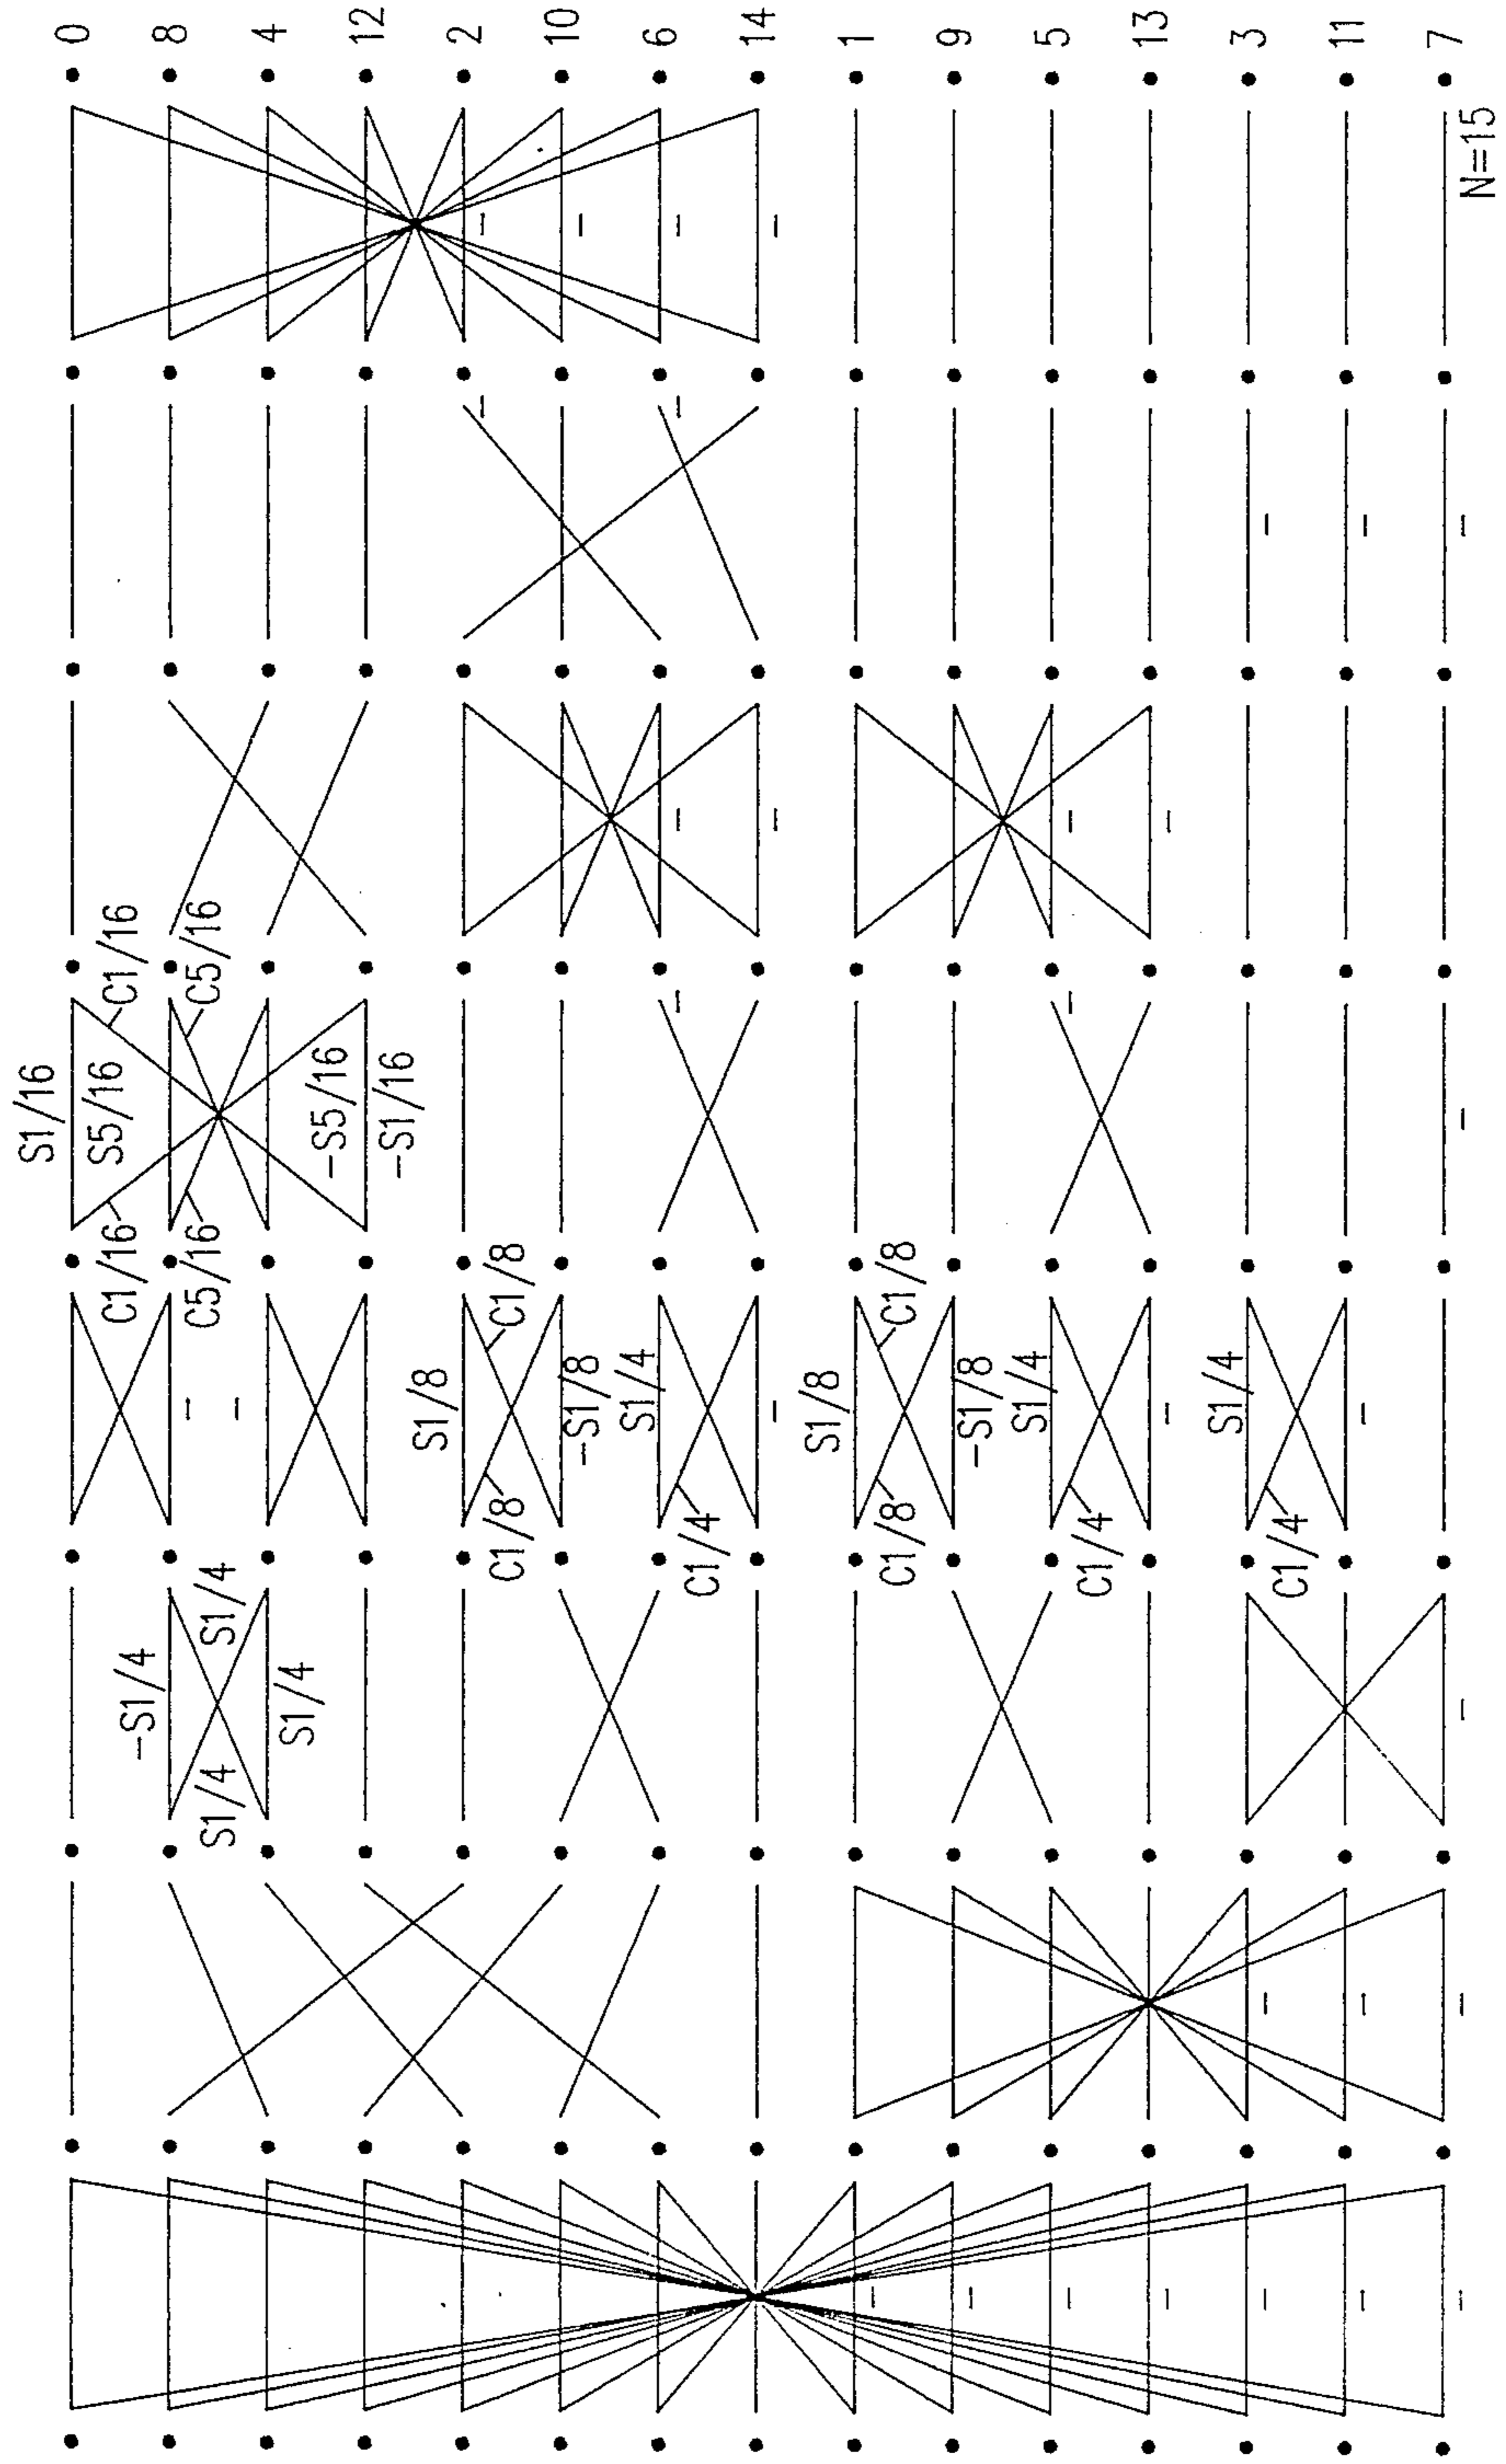 0
8
4
12
2
10
6
14
1
9
5
13
3
11
7
N=15
S1/16
C1/16
S5/16
C5/16
-S5/16
-S1/16
C1/16
C5/16
S1/8
C1/8
C1/8
-S1/8
S1/4
C1/4
S1/8
C1/8
C1/8
-S1/8
S1/4
C1/4
S1/4
C1/4
-S1/4
S1/4
S1/4
S1/4